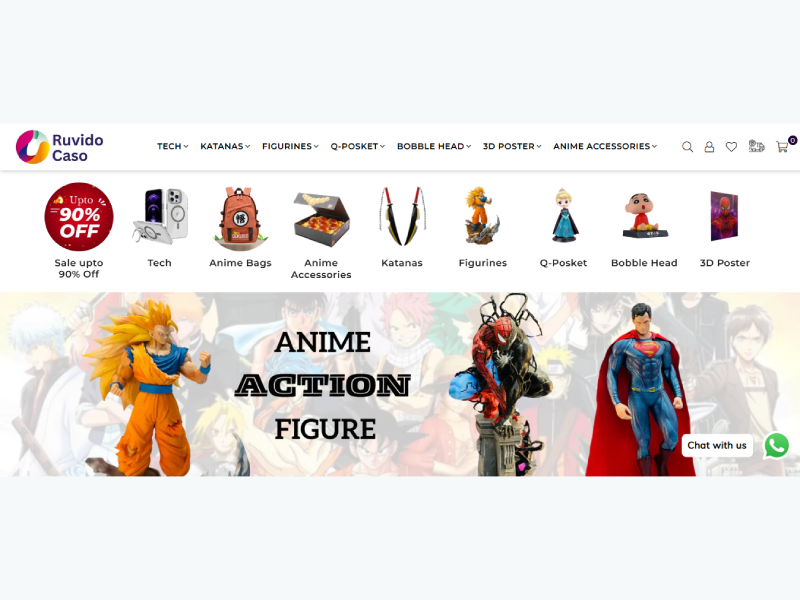 Ruvido
Caso
TECH KATANAS FIGURINES Q-POSKET BOBBLE HEAD 3D POSTER ANIME ACCESSORIES
0
Upto
90%
OFF
Sale upto
90% Off
Tech
Anime Bags
Anime
Accessories
Katanas
Figurines
Q-Posket
Bobble Head
3D Poster
ANIME
ACTION
FIGURE
Chat with us